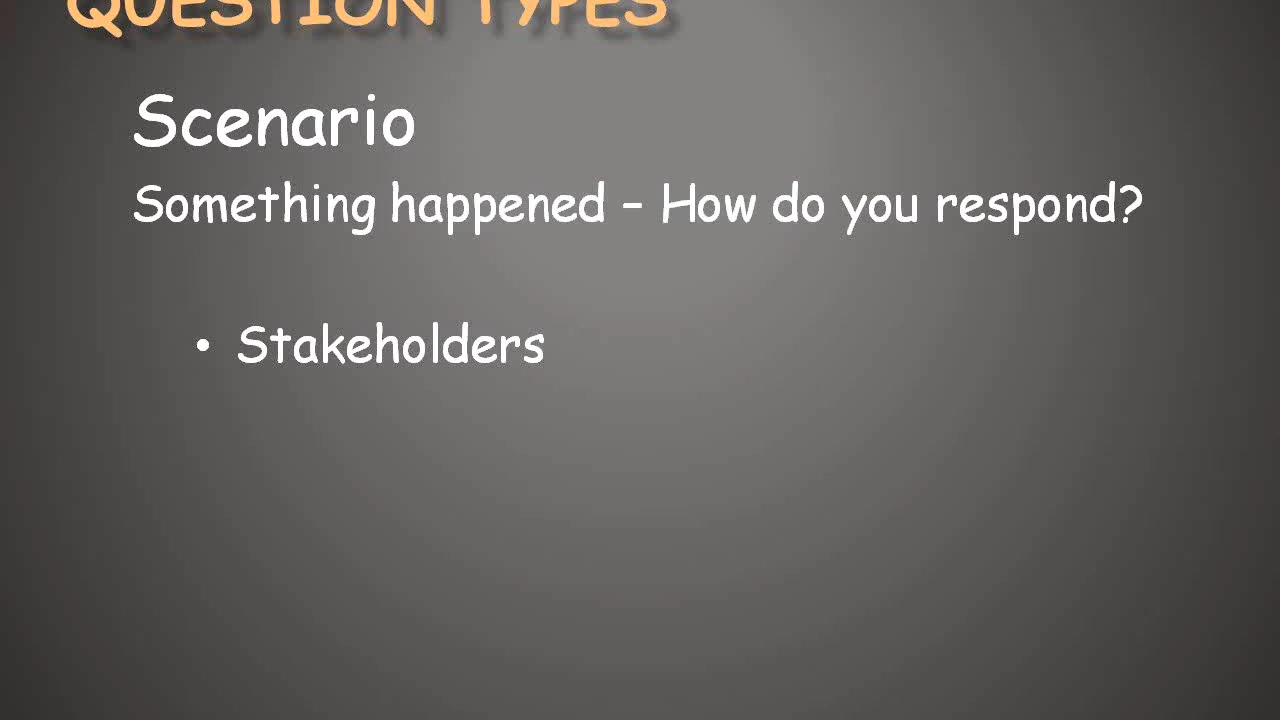 QUESTION TYPES
Scenario
Something happened – How do you respond?
• Stakeholders